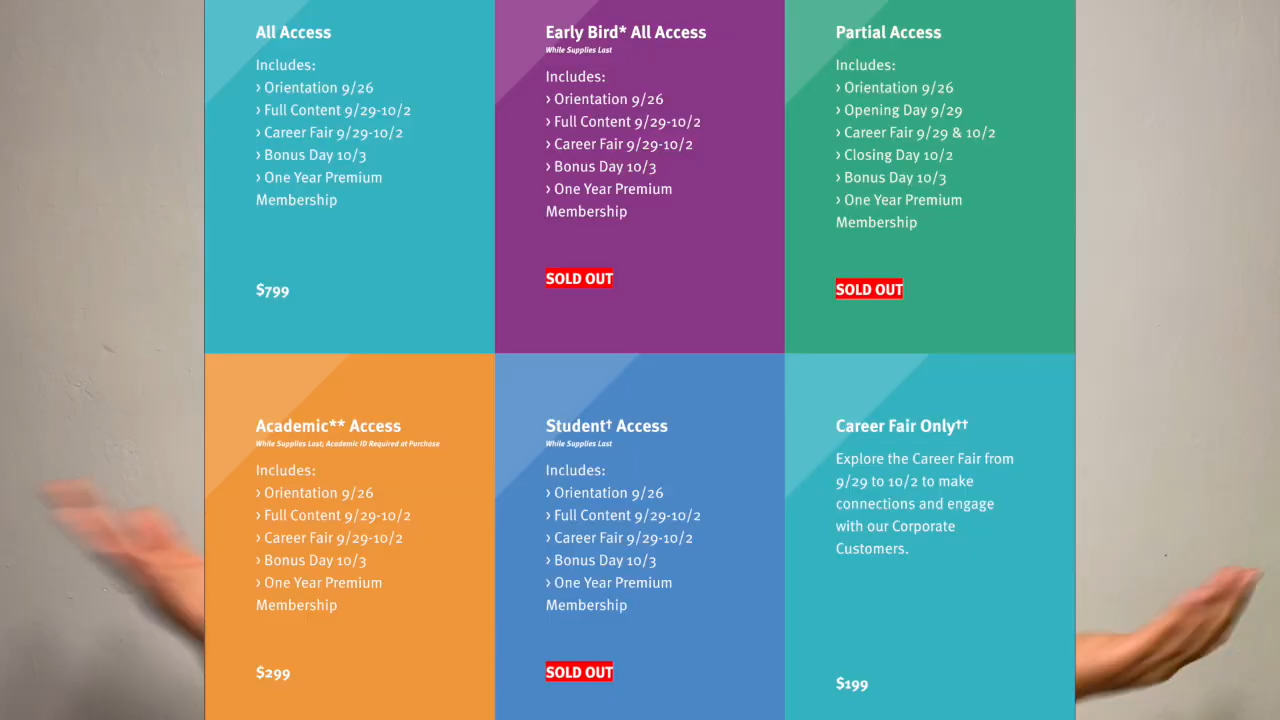 All Access
Includes:
› Orientation 9/26
› Full Content 9/29-10/2
› Career Fair 9/29-10/2
› Bonus Day 10/3
› One Year Premium
Membership
$799
Early Bird* All Access
While Supplies Last
Includes:
› Orientation 9/26
› Full Content 9/29-10/2
› Career Fair 9/29-10/2
› Bonus Day 10/3
› One Year Premium
Membership
SOLD OUT
Partial Access
Includes:
› Orientation 9/26
› Opening Day 9/29
› Career Fair 9/29 & 10/2
› Closing Day 10/2
› Bonus Day 10/3
› One Year Premium
Membership
SOLD OUT
Academic** Access
While Supplies Last, Academic ID Required at Purchase
Includes:
› Orientation 9/26
› Full Content 9/29-10/2
› Career Fair 9/29-10/2
› Bonus Day 10/3
› One Year Premium
Membership
$299
Student† Access
While Supplies Last
Includes:
› Orientation 9/26
› Full Content 9/29-10/2
› Career Fair 9/29-10/2
› Bonus Day 10/3
› One Year Premium
Membership
SOLD OUT
Career Fair Only††
Explore the Career Fair from
9/29 to 10/2 to make
connections and engage
with our Corporate
Customers.
$199